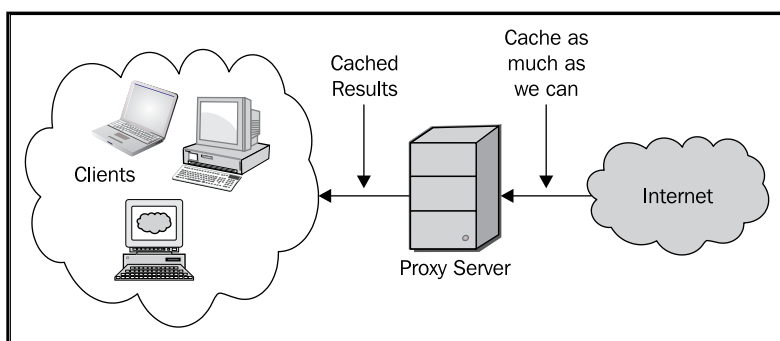 Cached
Results
Cache as
much as
we can
Clients
Internet
Proxy Server